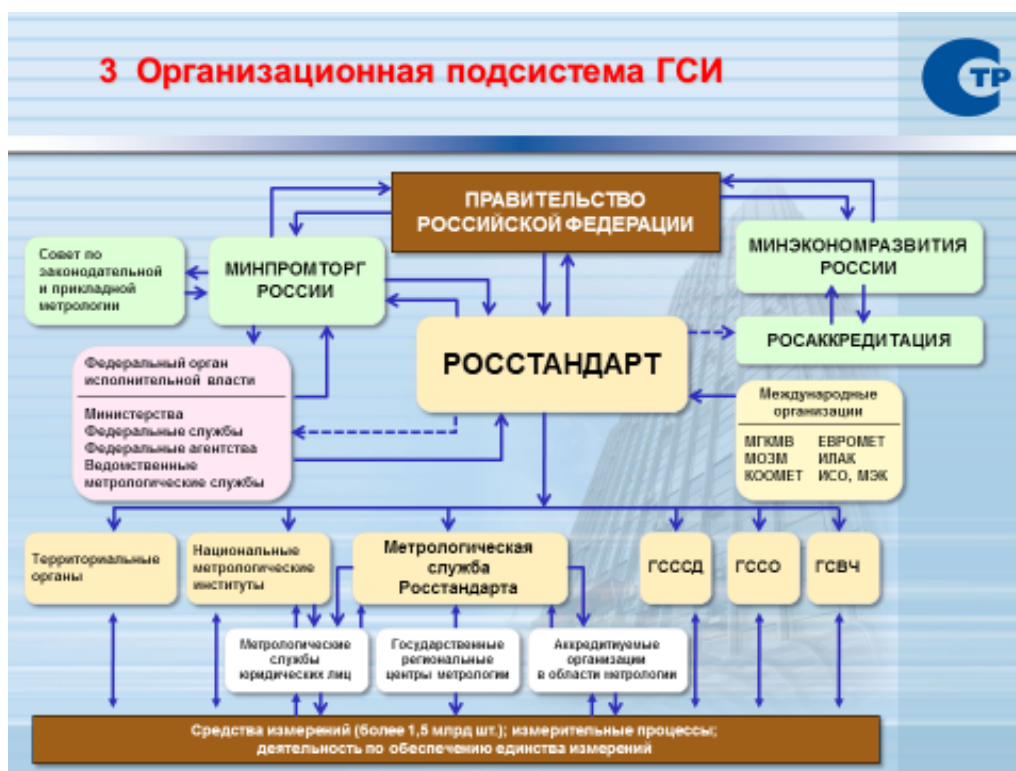 3 Организационная подсистема ГСИ
СТР
ПРАВИТЕЛЬСТВО
РОССИЙСКОЙ ФЕДЕРАЦИИ
Совет по
законодательной
и прикладной
метрологии
МИНПРОМТОРГ
РОССИИ
МИНЭКОНОМРАЗВИТИЯ
РОССИИ
РОССТАНДАРТ
РОСАККРЕДИТАЦИЯ
Федеральный орган
исполнительной власти
Министерства
Федеральные службы
Федеральные агентства
Ведомственные
метрологические службы
Международные
организации
МГКМВ ЕВРОМЕТ
МОЗМ ИЛАК
КООМЕТ ИСО, МЭК
Территориальные
органы
Национальные
метрологические
институты
Метрологическая
служба
Росстандарта
ГСССД
ГССО
ГСВЧ
Метрологические
службы
юридических лиц
Государственные
региональные
центры метрологии
Аккредитиуемые
организации
в области метрологии
Средства измерений (более 1,5 млрд шт.); измерительные процессы;
деятельность по обеспечению единства измерений